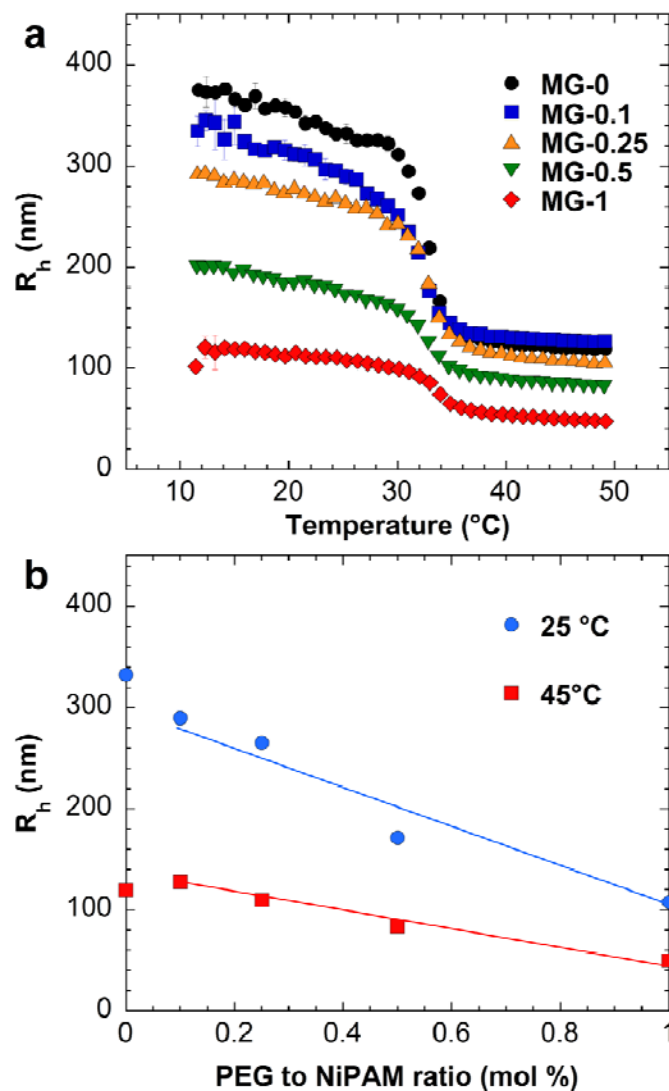 a
400
300
200
100
0
R_h (nm)
MG-0
MG-0.1
MG-0.25
MG-0.5
MG-1
10 20 30 40 50
Temperature (°C)
b
400
300
200
100
0
R_h (nm)
25 °C
45°C
0 0.2 0.4 0.6 0.8 1
PEG to NiPAM ratio (mol %)